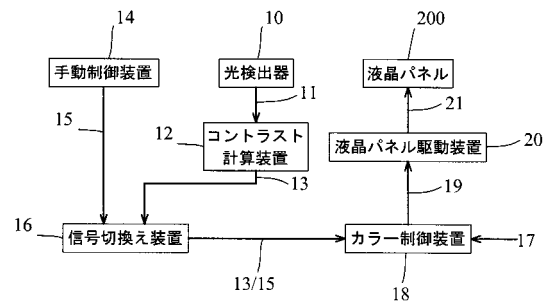 14
10
200
手動制御装置
光検出器
液晶パネル
15
11
21
12
コントラスト
計算装置
液晶パネル駆動装置
20
13
19
16
信号切換え装置
カラー制御装置
17
13/15
18